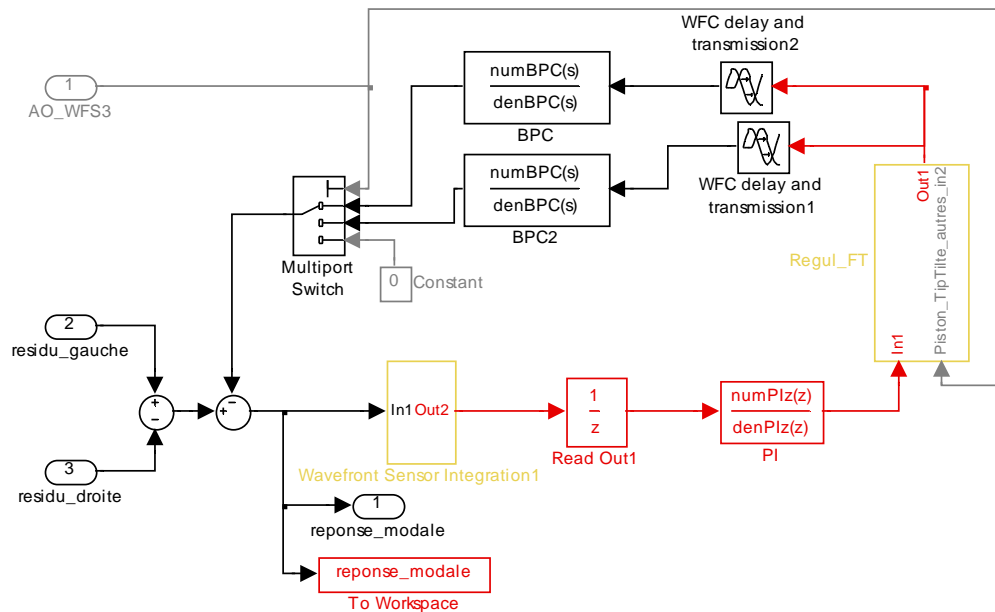 WFC delay and
transmission2
1
AO_WFS3
numBPC(s)
denBPC(s)
BPC
numBPC(s)
denBPC(s)
BPC2
WFC delay and
transmission1
Out1
Piston_TipTilte_autres_in2
In1
Regul_FT
Multiport
Switch
0
Constant
2
residu_gauche
+
−
+
−
3
residu_droite
In1
Out2
Wavefront Sensor Integration1
1
z
Read Out1
numPIz(z)
denPIz(z)
PI
1
reponse_modale
reponse_modale
To Workspace